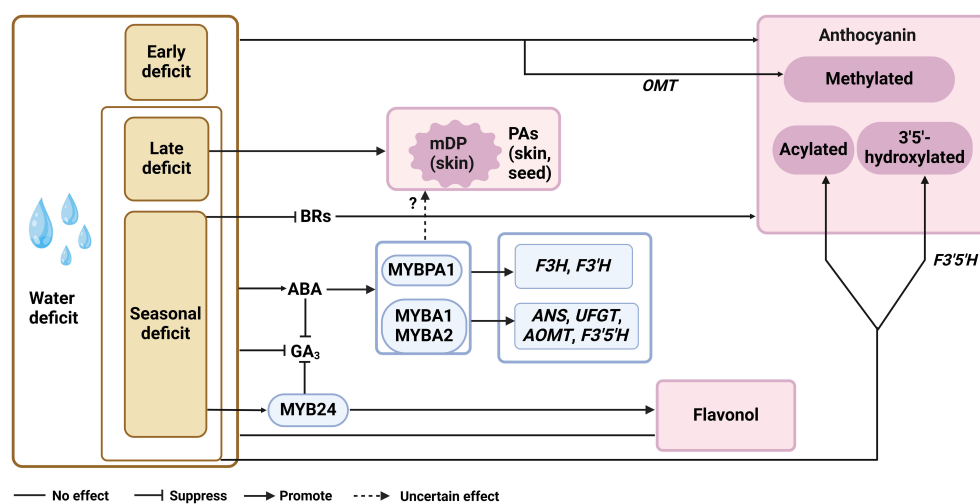 Early
deficit
Anthocyanin
Methylated
OMT
Late
deficit
mDP
(skin)
PAs
(skin,
seed)
Acylated
3'5'-
hydroxylated
BRs
?
F3'5'H
Water
deficit
Seasonal
deficit
ABA
MYBPA1
F3H, F3'H
MYBA1
MYBA2
ANS, UFGT,
AOMT, F3'5'H
GA₃
MYB24
Flavonol
No effect
Suppress
Promote
Uncertain effect